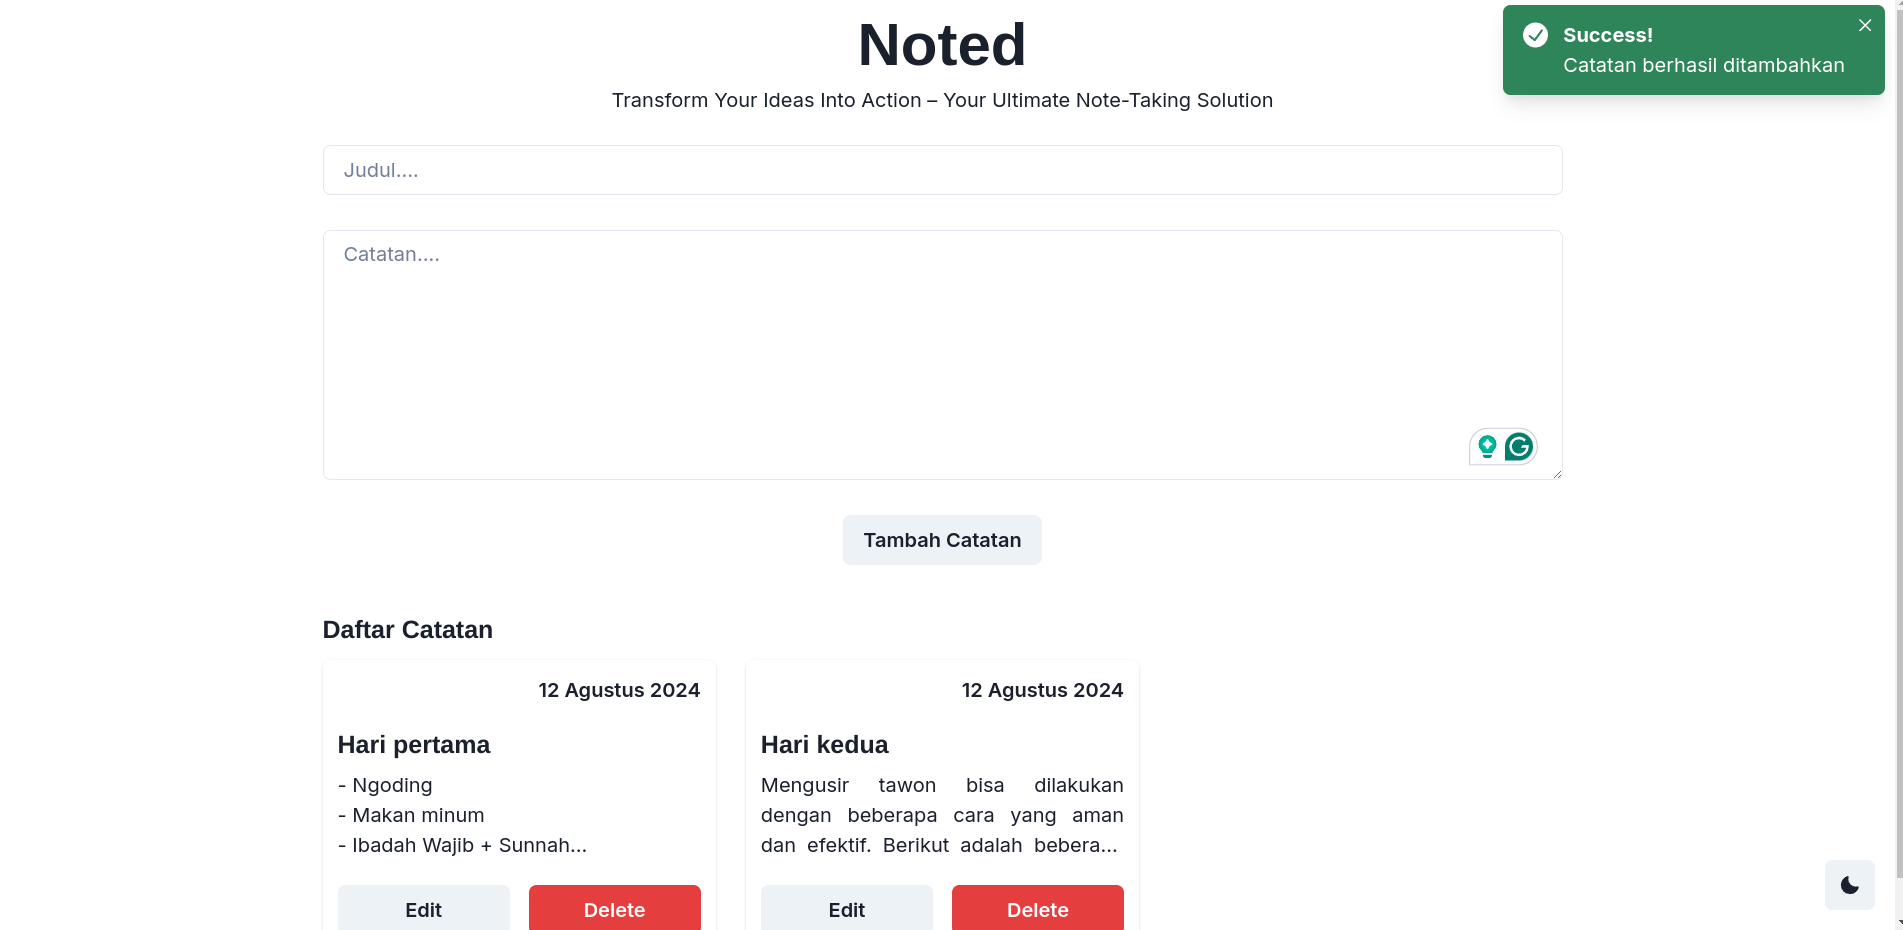 Noted
Transform Your Ideas Into Action – Your Ultimate Note-Taking Solution
Success!
Catatan berhasil ditambahkan
Judul....
Catatan....
Tambah Catatan
Daftar Catatan
12 Agustus 2024
Hari pertama
- Ngoding
- Makan minum
- Ibadah Wajib + Sunnah...
Edit
Delete
12 Agustus 2024
Hari kedua
Mengusir tawon bisa dilakukan
dengan beberapa cara yang aman
dan efektif. Berikut adalah bebera...
Edit
Delete